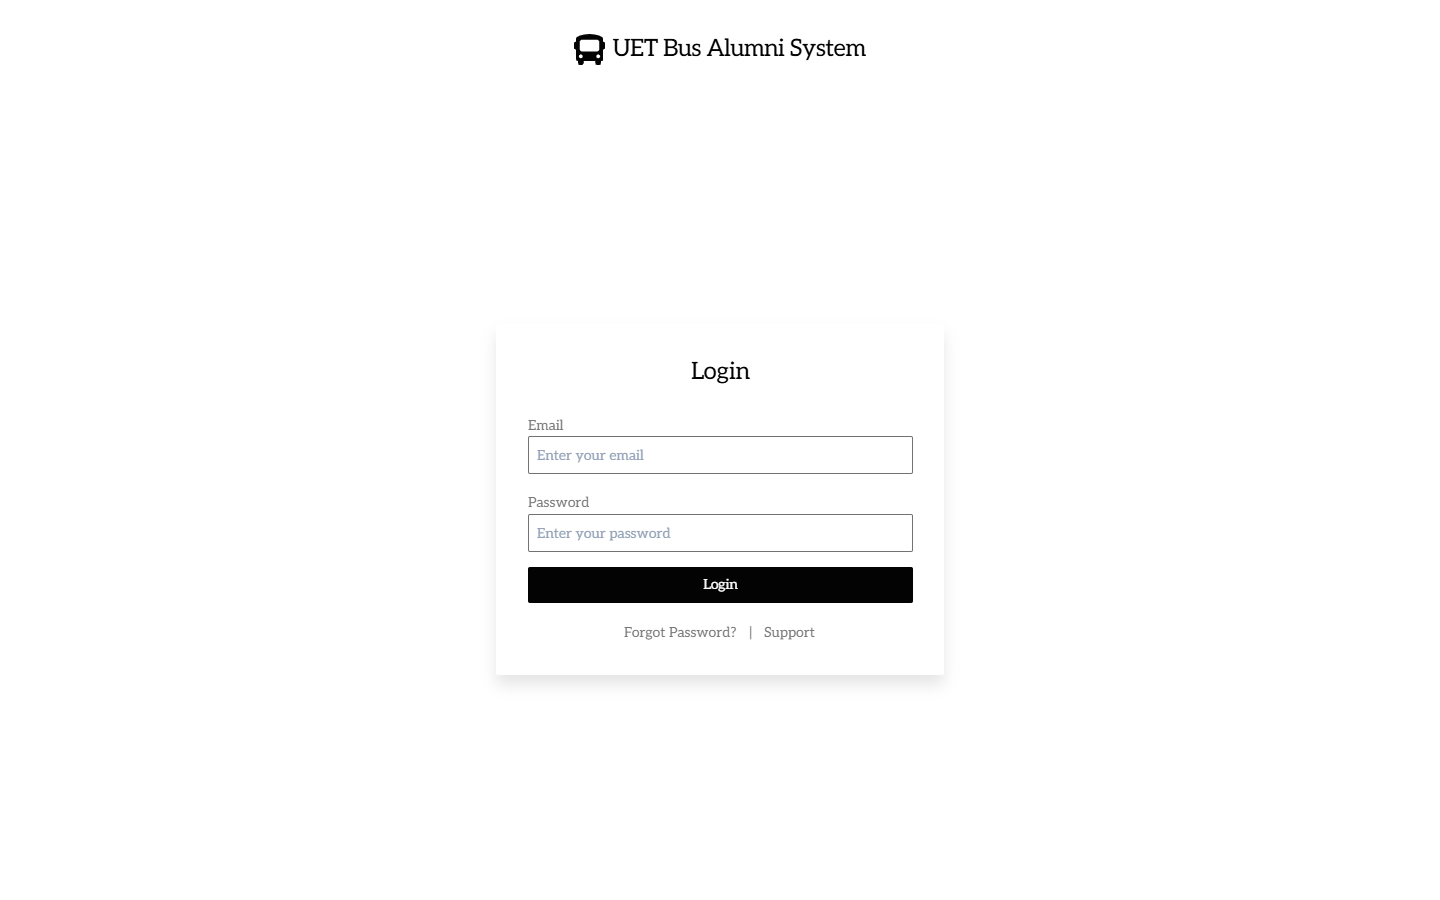 UET Bus Alumni System
Login
Email
Enter your email
Password
Enter your password
Login
Forgot Password? | Support